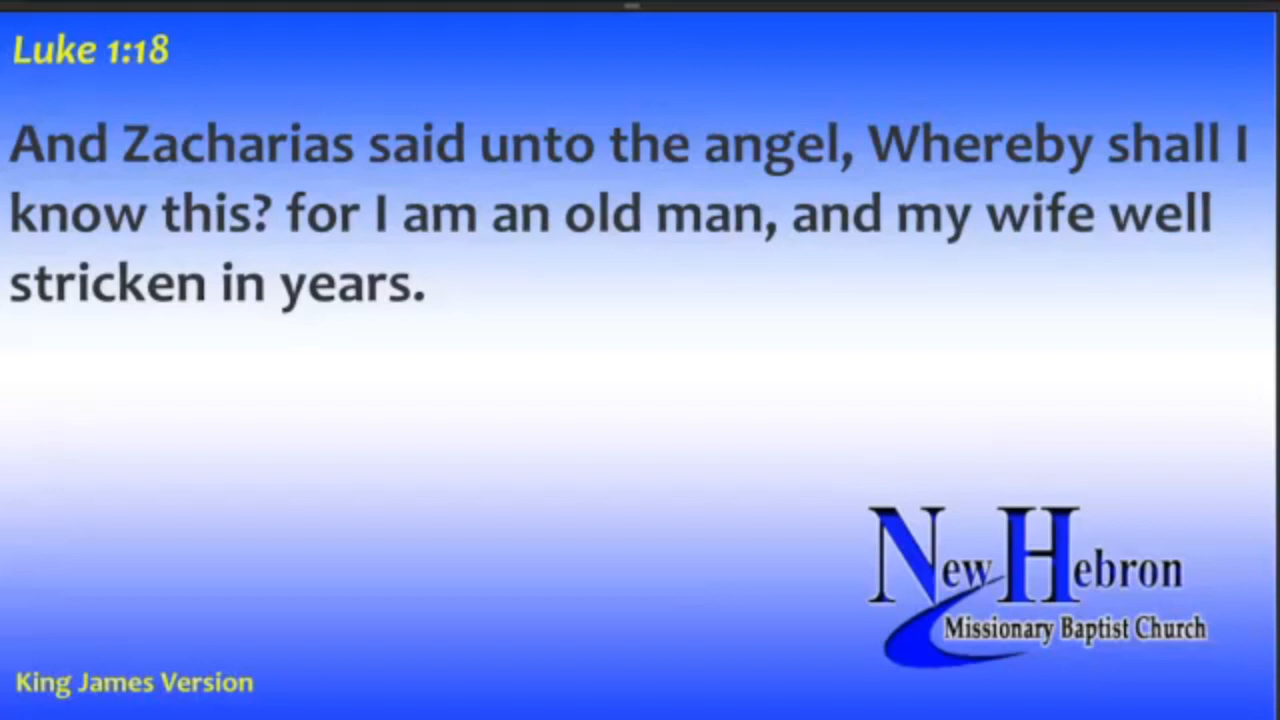 Luke 1:18
And Zacharias said unto the angel, Whereby shall I
know this? for I am an old man, and my wife well
stricken in years.
New Hebron
Missionary Baptist Church
King James Version